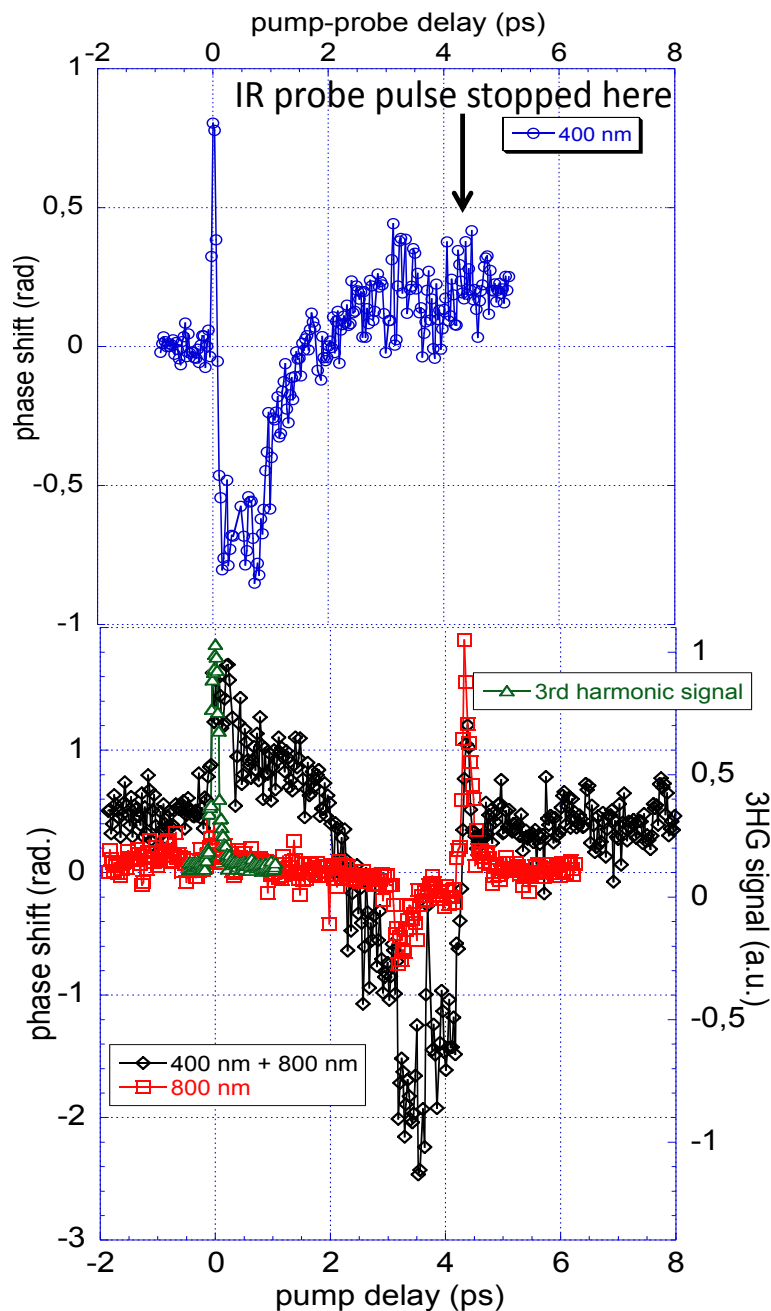 pump-probe delay (ps)
-2 0 2 4 6 8
IR probe pulse stopped here
400 nm
1
0,5
0
-0,5
-1
phase shift (rad)
3rd harmonic signal
1
0
-1
-2
-3
phase shift (rad.)
1
0,5
0
-0,5
-1
3HG signal (a.u.)
400 nm + 800 nm
800 nm
-2 0 2 4 6 8
pump delay (ps)